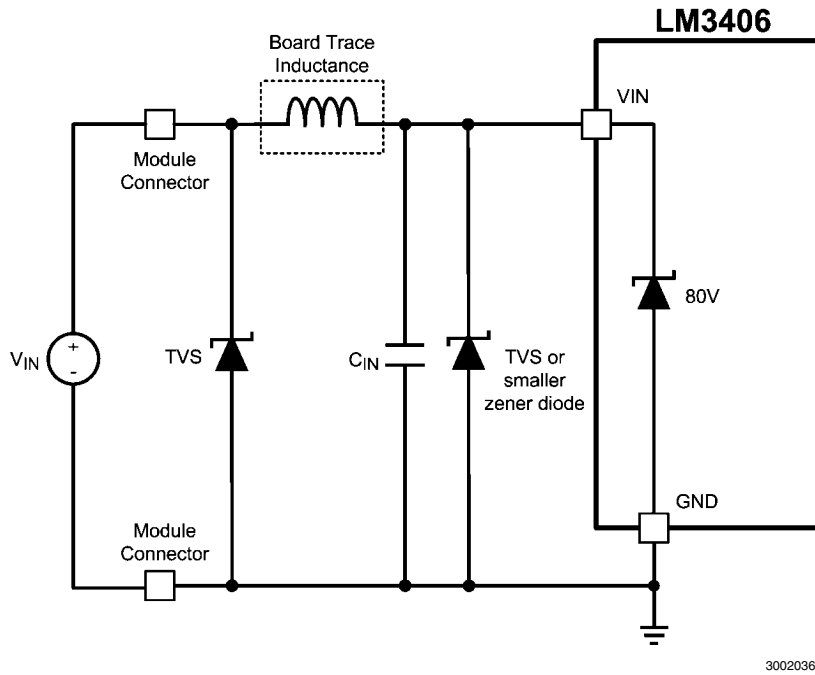 LM3406
Board Trace
Inductance
VIN
Module
Connector
80V
VIN
+
-
TVS
CIN
TVS or
smaller
zener diode
GND
Module
Connector
3002036